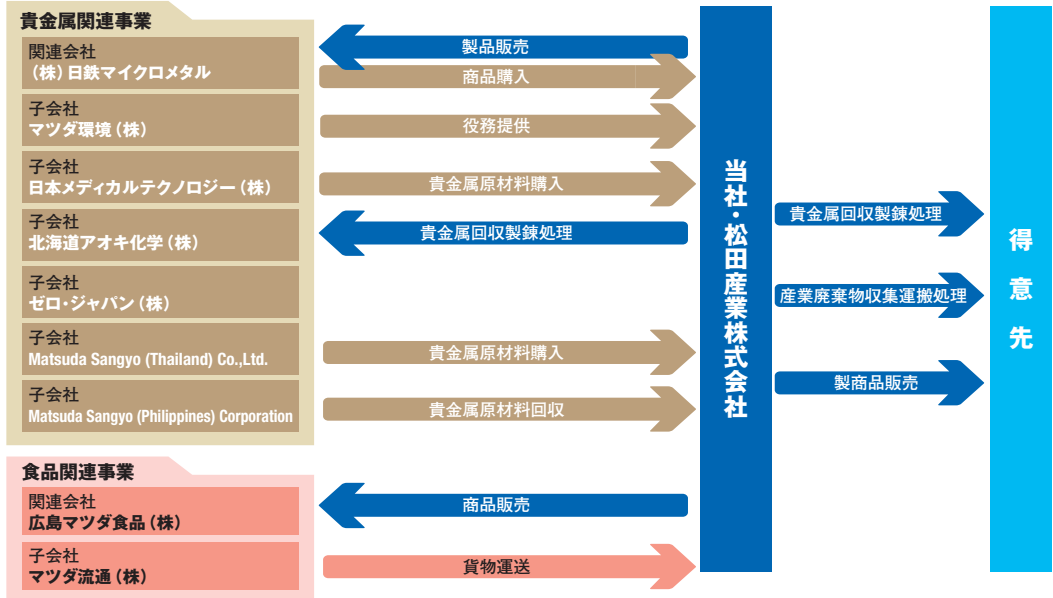 貴金属関連事業
関連会社
(株)日鉄マイクロメタル
製品販売
商品購入
子会社
マツダ環境(株)
役務提供
子会社
日本メディカルテクノロジー(株)
貴金属原材料購入
子会社
北海道アオキ化学(株)
貴金属回収製錬処理
子会社
ゼロ・ジャパン(株)
子会社
Matsuda Sangyo (Thailand) Co.,Ltd.
貴金属原材料購入
子会社
Matsuda Sangyo (Philippines) Corporation
貴金属原材料回収
食品関連事業
関連会社
広島マツダ食品(株)
商品販売
子会社
マツダ流通(株)
貨物運送
当社・松田産業株式会社
貴金属回収製錬処理
産業廃棄物収集運搬処理
製商品販売
得意先